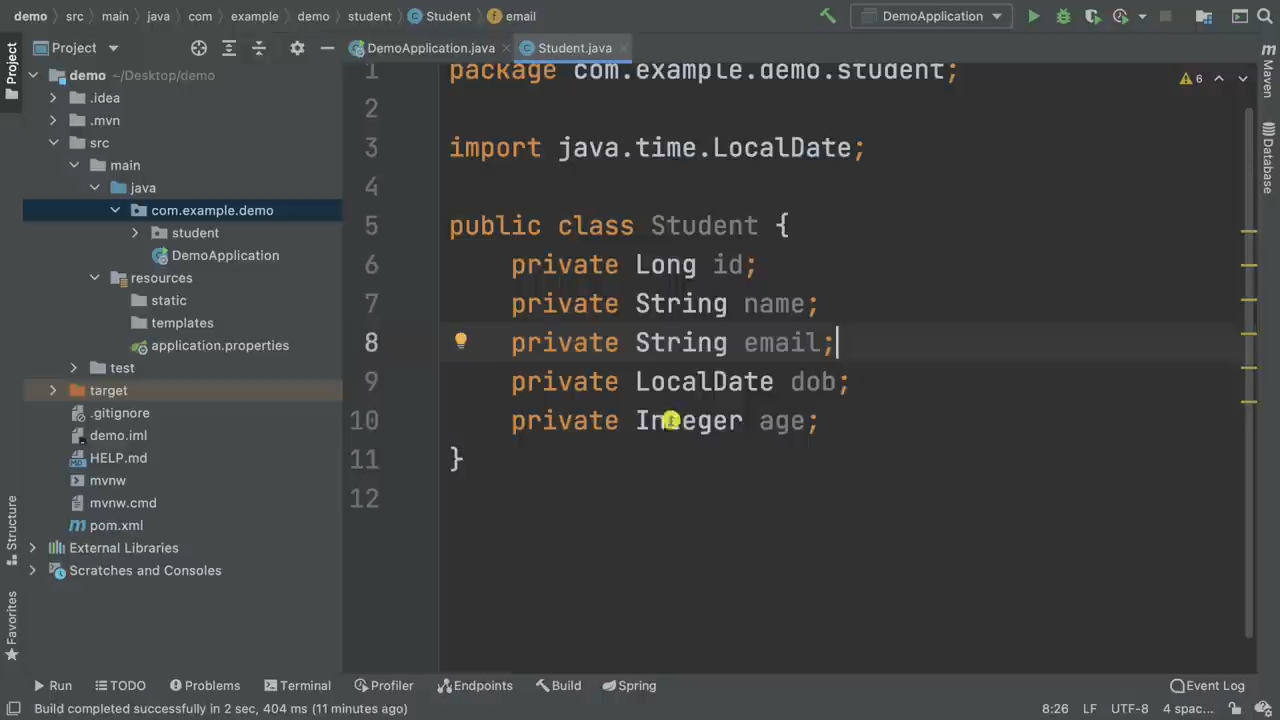 demo src main java com example demo student Student email DemoApplication
Project DemoApplication.java Student.java
demo ~/Desktop/demo
.idea
.mvn
src
main
java
com.example.demo
student
DemoApplication
resources
static
templates
application.properties
test
target
.gitignore
demo.iml
HELP.md
mvnw
mvnw.cmd
pom.xml
External Libraries
Scratches and Consoles
Project
Structure
Favorites
1 package com.example.demo.student;
2
3 import java.time.LocalDate;
4
5 public class Student {
6 private Long id;
7 private String name;
8 private String email;
9 private LocalDate dob;
10 private Integer age;
11 }
12
6
Maven
Database
Run TODO Problems Terminal Profiler Endpoints Build Spring Event Log
Build completed successfully in 2 sec, 404 ms (11 minutes ago) 8:26 LF UTF-8 4 spac...